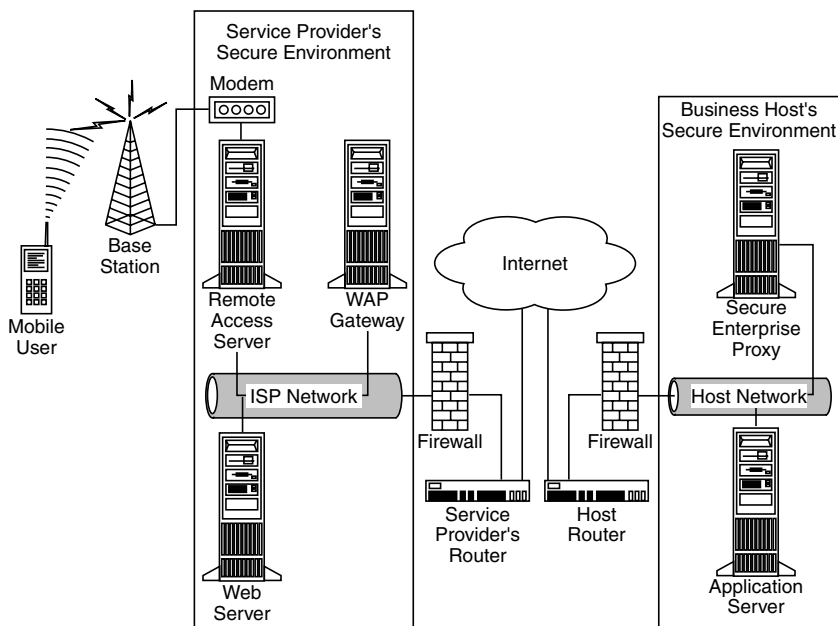 Service Provider's
Secure Environment
Modem
Business Host's
Secure Environment
Base
Station
Internet
Mobile
User
Remote
Access
Server
WAP
Gateway
Secure
Enterprise
Proxy
ISP Network
Host Network
Firewall
Firewall
Service
Provider's
Router
Host
Router
Web
Server
Application
Server